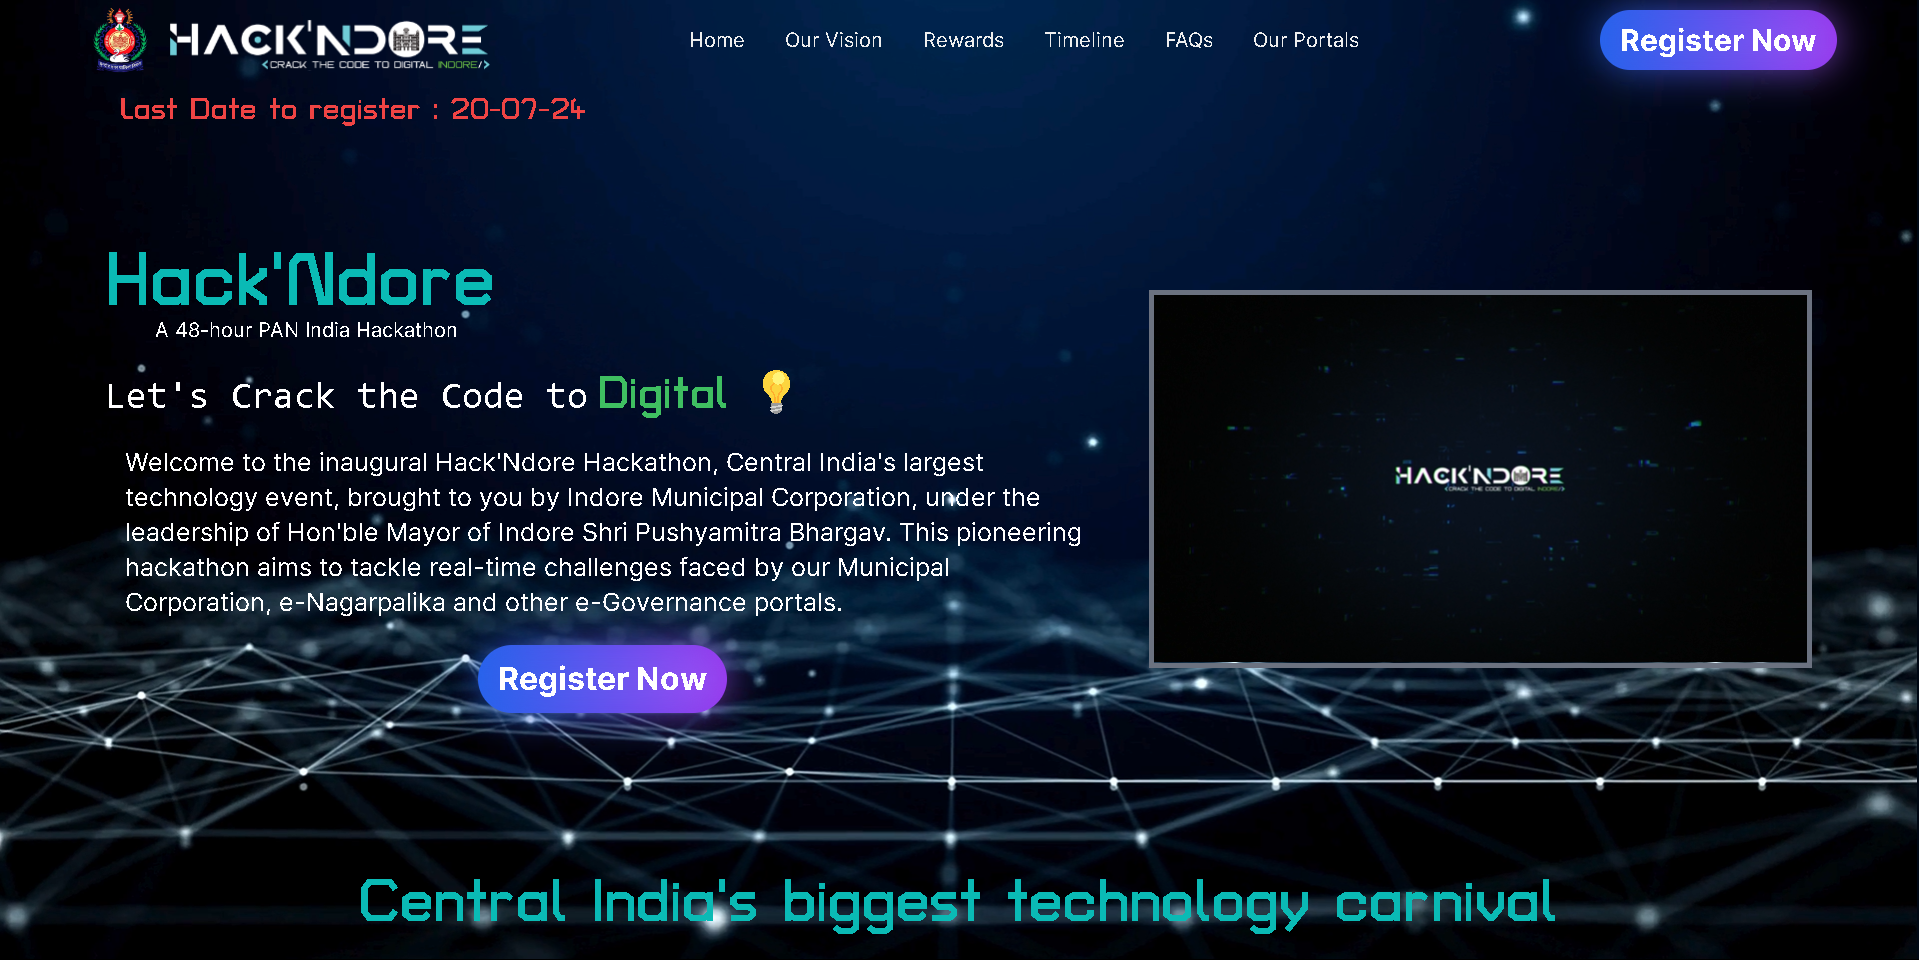 HACK'NDORE
<CRACK THE CODE TO DIGITAL INDORE/>
Home Our Vision Rewards Timeline FAQs Our Portals
Register Now
Last Date to register : 20-07-24
Hack'Ndore
A 48-hour PAN India Hackathon
Let's Crack the Code to Digital
Welcome to the inaugural Hack'Ndore Hackathon, Central India's largest
technology event, brought to you by Indore Municipal Corporation, under the
leadership of Hon'ble Mayor of Indore Shri Pushyamitra Bhargav. This pioneering
hackathon aims to tackle real-time challenges faced by our Municipal
Corporation, e-Nagarpalika and other e-Governance portals.
Register Now
HACK'NDORE
<CRACK THE CODE TO DIGITAL INDORE/>
Central India's biggest technology carnival